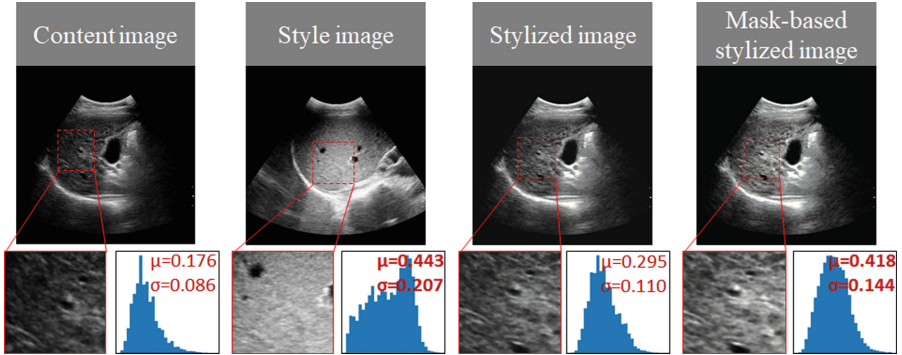 Content image
Style image
Stylized image
Mask-based
stylized image
μ=0.176
σ=0.086
μ=0.443
σ=0.207
μ=0.295
σ=0.110
μ=0.418
σ=0.144